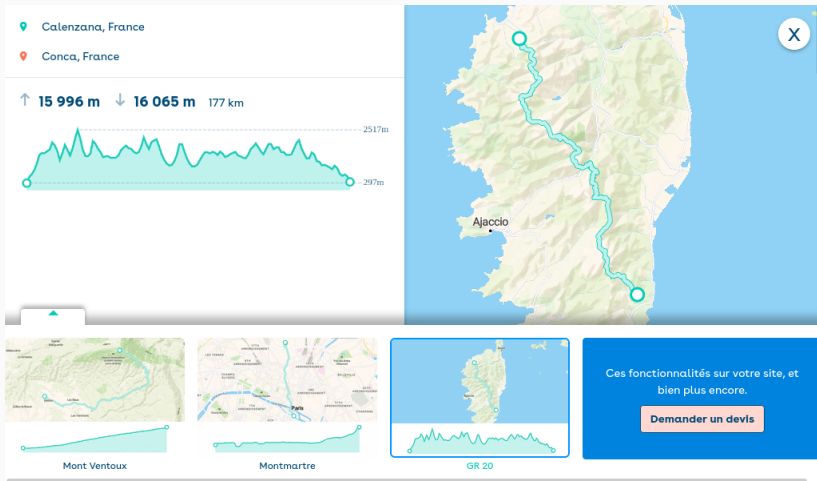 Calenzana, France
Conca, France
15 996 m 16 065 m 177 km
2517m
297m
X
Ajaccio
Ces fonctionnalités sur votre site, et
bien plus encore.
Demander un devis
Paris
Mont Ventoux
Montmartre
GR 20